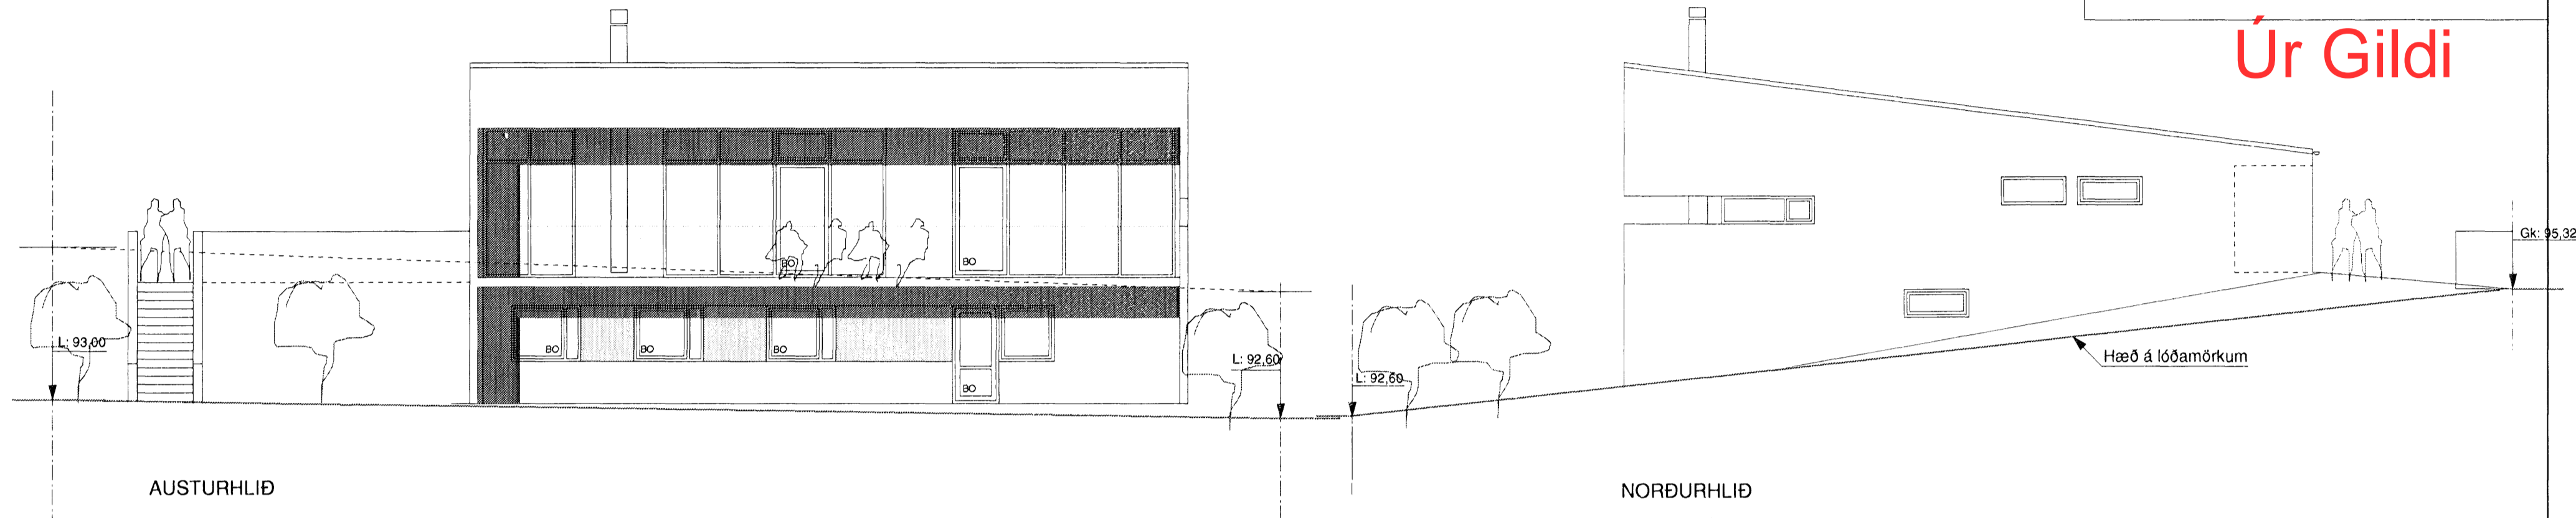 Úr Gildi
Gk: 95,32
BO
BO
L: 93,00
BO
BO
BO
L: 92,60
L: 92,60
Hæð á lóðamörkum
BO
AUSTURHLIÐ
NORÐURHLIÐ